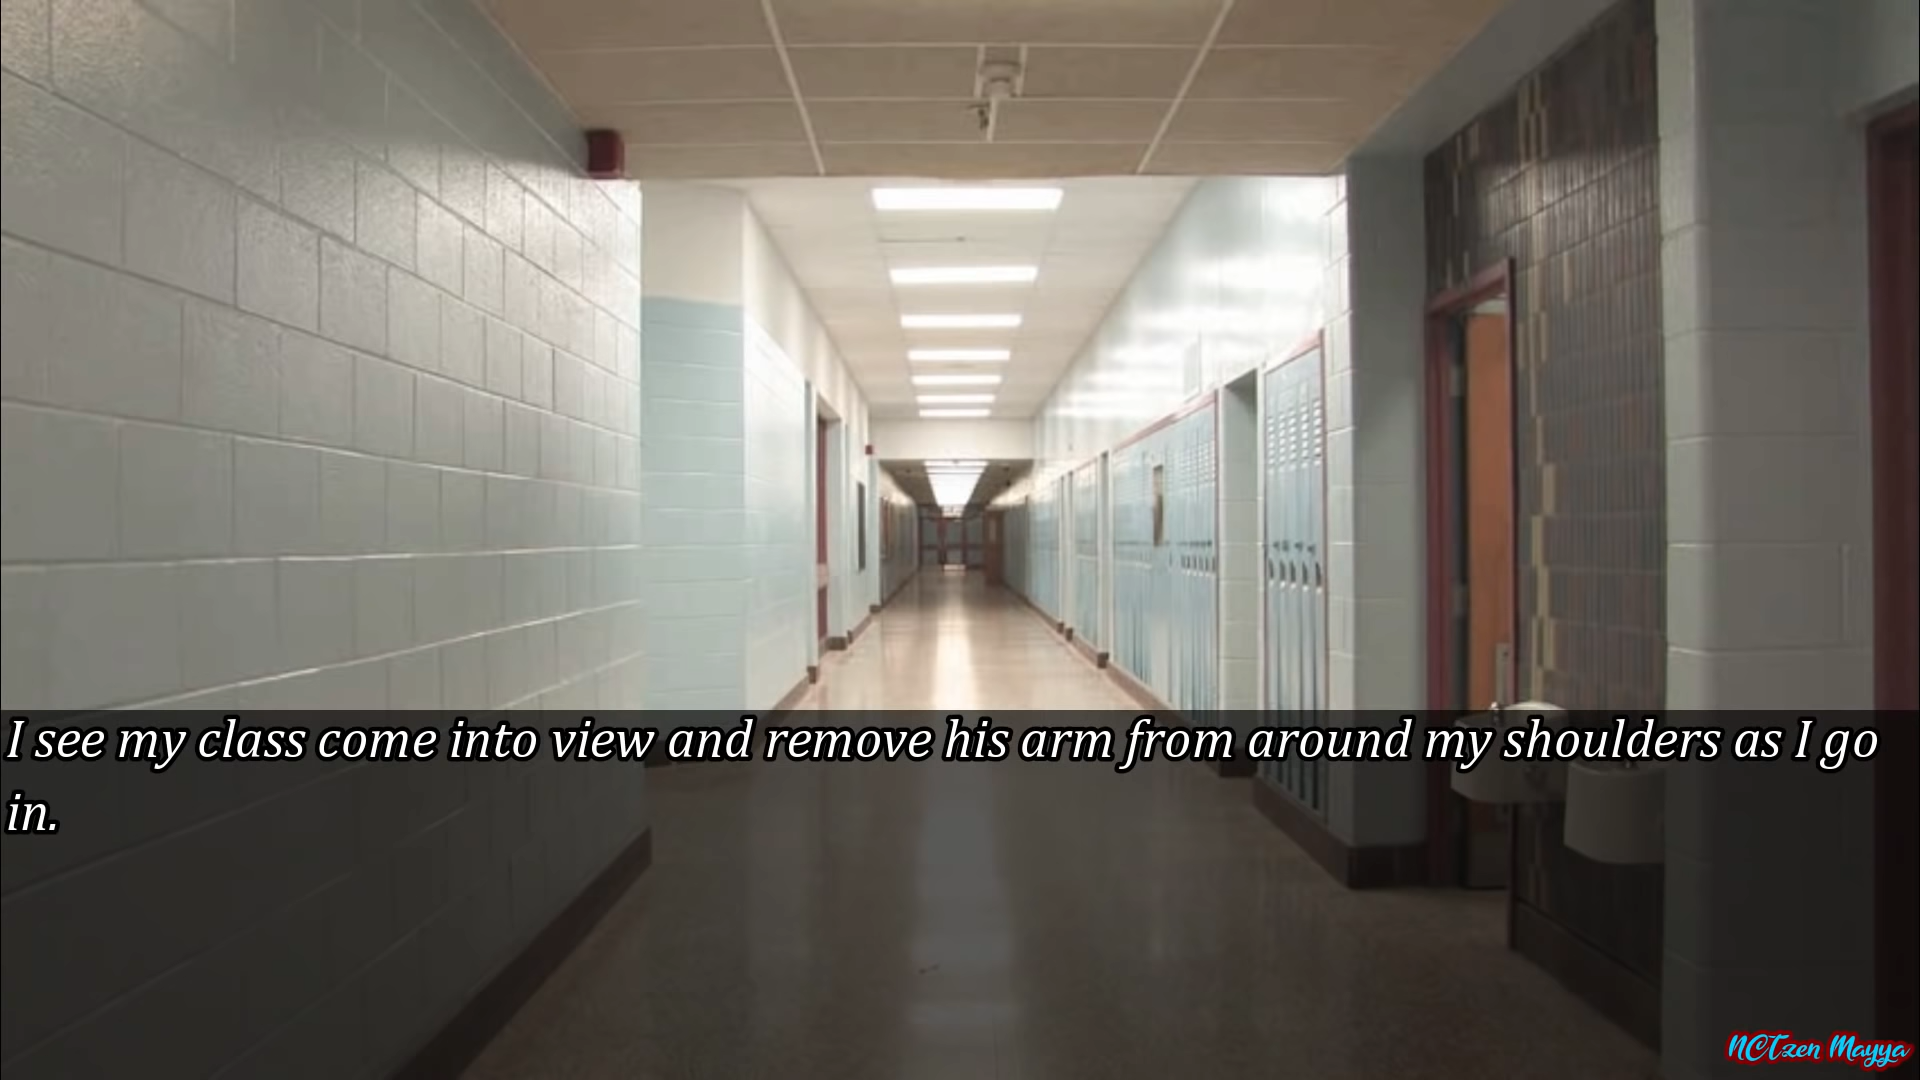 I see my class come into view and remove his arm from around my shoulders as I go
in.
NCTzen Mayya